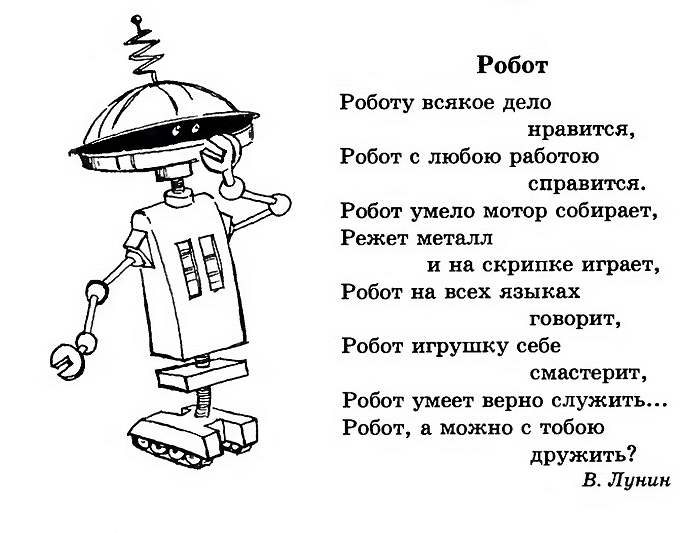 Робот
Роботу всякое дело
нравится,
Робот с любою работою
справится.
Робот умело мотор собирает,
Режет металл
и на скрипке играет,
Робот на всех языках
говорит,
Робот игрушку себе
смастерит,
Робот умеет верно служить...
Робот, а можно с тобою
дружить?
В. Лунин